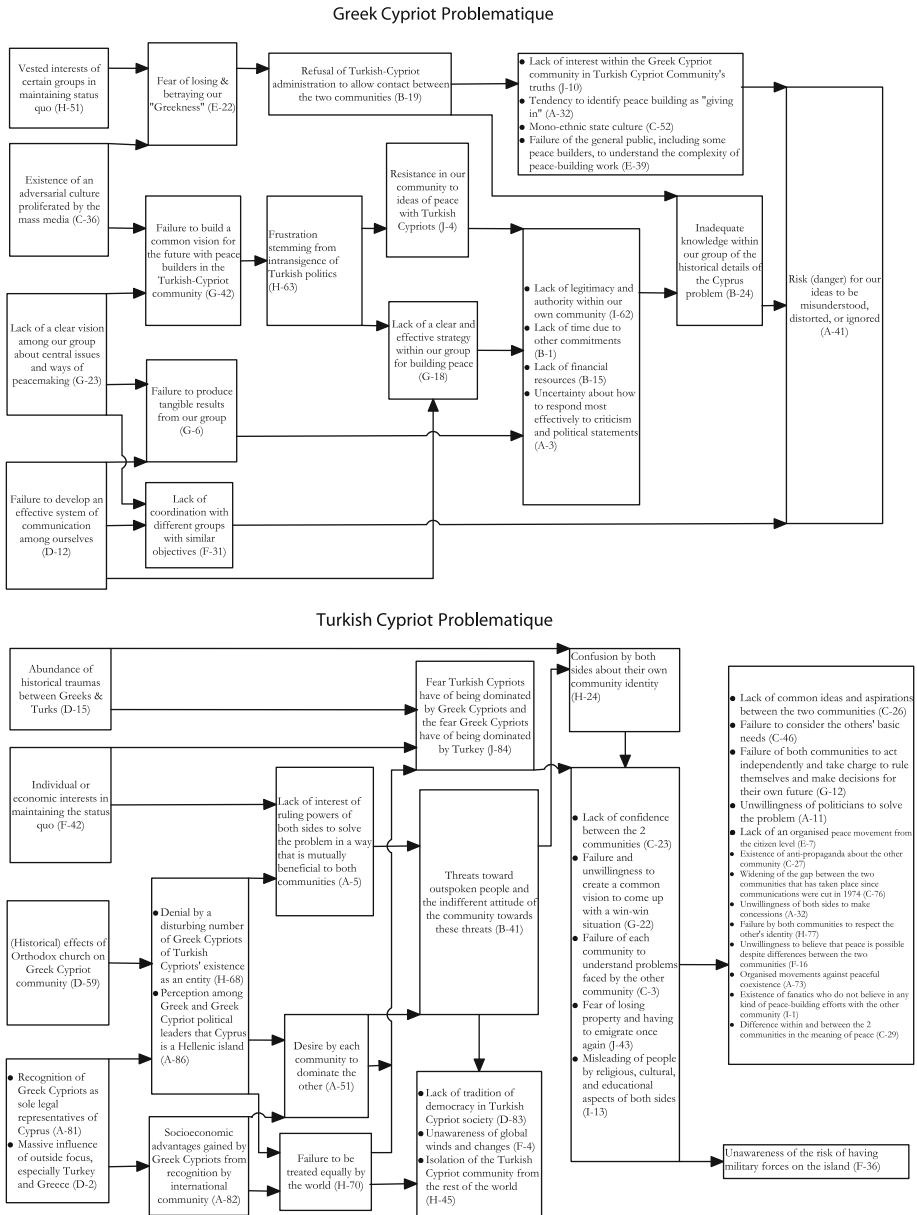 Greek Cypriot Problematique
Vested interests of
certain groups in
maintaining status
quo (H-51)
Fear of losing &
betraying our
"Greekness" (E-22)
Refusal of Turkish-Cypriot
administration to allow contact between
the two communities (B-19)
• Lack of interest within the Greek Cypriot
community in Turkish Cypriot Community's
truths (J-10)
• Tendency to identify peace building as "giving
in" (A-32)
• Mono-ethnic state culture (C-52)
• Failure of the general public, including some
peace builders, to understand the complexity of
peace-building work (E-39)
Existence of an
adversarial culture
proliferated by the
mass media (C-36)
Failure to build a
common vision for
the future with peace
builders in the
Turkish-Cypriot
community (G-42)
Frustration
stemming from
intransigence of
Turkish politics
(H-63)
Resistance in our
community to
ideas of peace
with Turkish
Cypriots (J-4)
Inadequate
knowledge within
our group of the
historical details of
the Cyprus
problem (B-24)
Risk (danger) for our
ideas to be
misunderstood,
distorted, or ignored
(A-41)
• Lack of legitimacy and
authority within our
own community (I-62)
• Lack of time due to
other commitments
(B-1)
• Lack of financial
resources (B-15)
• Uncertainty about how
to respond most
effectively to criticism
and political statements
(A-3)
Lack of a clear vision
among our group
about central issues
and ways of
peacemaking (G-23)
Lack of a clear and
effective strategy
within our group
for building peace
(G-18)
Failure to produce
tangible results
from our group
(G-6)
Failure to develop an
effective system of
communication
among ourselves
(D-12)
Lack of
coordination with
different groups
with similar
objectives (F-31)
Turkish Cypriot Problematique
Abundance of
historical traumas
between Greeks &
Turks (D-15)
Fear Turkish Cypriots
have of being dominated
by Greek Cypriots and
the fear Greek Cypriots
have of being dominated
by Turkey (J-84)
Confusion by both
sides about their own
community identity
(H-24)
• Lack of common ideas and aspirations
between the two communities (C-26)
• Failure to consider the others' basic
needs (C-46)
• Failure of both communities to act
independently and take charge to rule
themselves and make decisions for
their own future (G-12)
• Unwillingness of politicians to solve
the problem (A-11)
• Lack of an organised peace movement from
the citizen level (E-7)
• Existence of anti-propaganda about the other
community (C-27)
• Widening of the gap between the two
communities that has taken place since
communications were cut in 1974 (C-76)
• Unwillingness of both sides to make
concessions (A-32)
• Failure by both communities to respect the
other's identity (H-77)
• Unwillingness to believe that peace is possible
despite differences between the two
communities (F-16
• Organised movements against peaceful
coexistence (A-73)
• Existence of fanatics who do not believe in any
kind of peace-building efforts with the other
community (I-1)
• Difference within and between the 2
communities in the meaning of peace (C-29)
Individual or
economic interests in
maintaining the status
quo (F-42)
Lack of interest of
ruling powers of
both sides to solve
the problem in a way
that is mutually
beneficial to both
communities (A-5)
Threats toward
outspoken people and
the indifferent attitude of
the community towards
these threats (B-41)
• Lack of confidence
between the 2
communities (C-23)
• Failure and
unwillingness to
create a common
vision to come up
with a win-win
situation (G-22)
• Failure of each
community to
understand problems
faced by the other
community (C-3)
• Fear of losing
property and having
to emigrate once
again (J-43)
• Misleading of people
by religious, cultural,
and educational
aspects of both sides
(I-13)
(Historical) effects of
Orthodox church on
Greek Cypriot
community (D-59)
• Denial by a
disturbing number of
Greek Cypriots of
Turkish
Cypriots' existence
as an entity (H-68)
• Perception among
Greek and Greek
Cypriot political
leaders that Cyprus
is a Hellenic island
(A-86)
Desire by each
community to
dominate the
other (A-51)
• Recognition of
Greek Cypriots as
sole legal
representatives of
Cyprus (A-81)
• Massive influence
of outside focus,
especially Turkey
and Greece (D-2)
Socioeconomic
advantages gained by
Greek Cypriots from
recognition by
international
community (A-82)
Failure to be
treated equally by
the world (H-70)
• Lack of tradition of
democracy in Turkish
Cypriot society (D-83)
• Unawareness of global
winds and changes (F-4)
• Isolation of the Turkish
Cypriot community from
the rest of the world
(H-45)
Unawareness of the risk of having
military forces on the island (F-36)